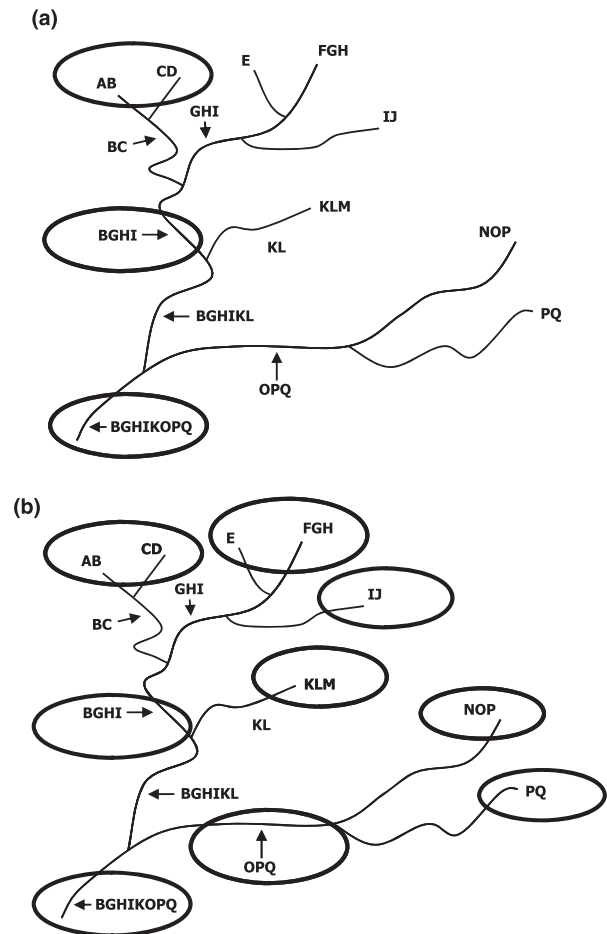 (a)
FGH
E
CD
AB
GHI
IJ
BC
KLM
BGHI
KL
NOP
BGHIKL
PQ
OPQ
BGHIKOPQ
(b)
FGH
E
CD
AB
GHI
IJ
BC
KLM
BGHI
KL
NOP
BGHIKL
PQ
OPQ
BGHIKOPQ